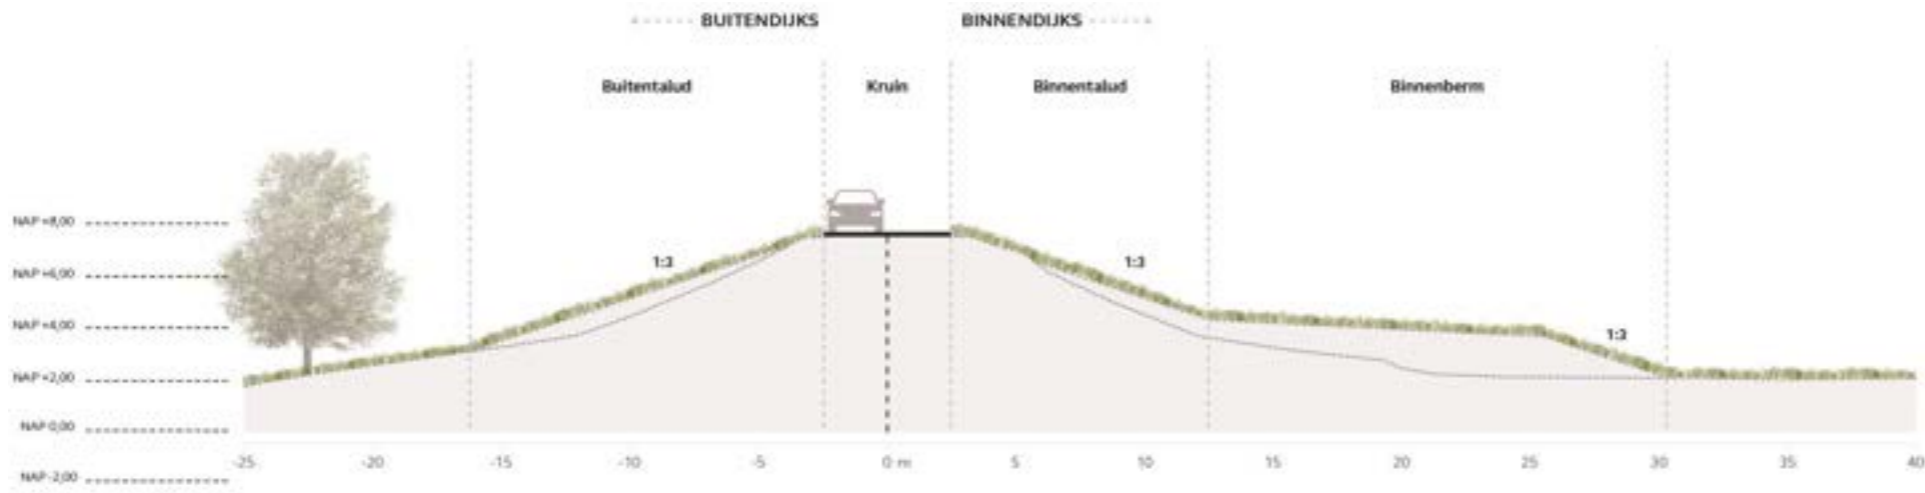 BUITENDIJKS BINNENDIJKS
Buitentalud Kruin Binnentalud Binnenberm
NAP +8,00
1:3 1:3
NAP +6,00
NAP +4,00
1:3
NAP +2,00
NAP 0,00
-25 -20 -15 -10 -5 0 m 5 10 15 20 25 30 35 40
NAP -2,00